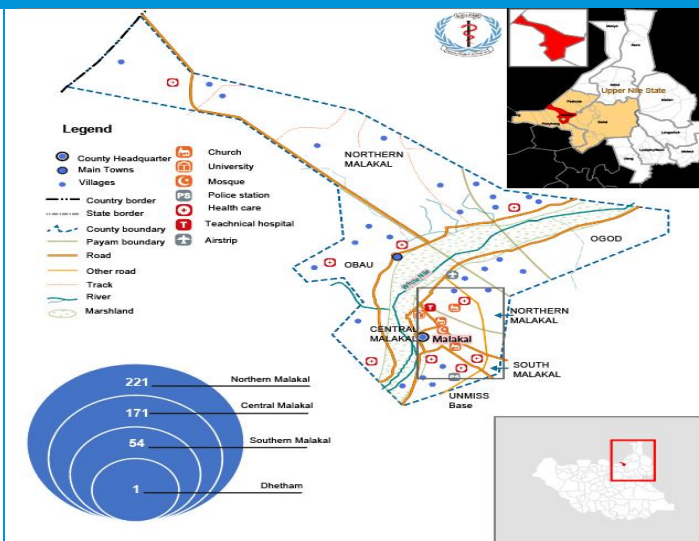 Upper Nile State
Legend
County Headquarter
Main Towns
Villages
Country border
State border
County boundary
Payam boundary
Road
Other road
Track
River
Marshland
Church
University
Mosque
PS Police station
Health care
T Teachnical hospital
Airstrip
NORTHERN
MALAKAL
OGOD
OBAU
White Nile
NORTHERN
MALAKAL
CENTRAL
MALAKAL
Malakal
SOUTH
MALAKAL
UNMISS
Base
221 Northern Malakal
171 Central Malakal
54 Southern Malakal
1 Dhetham